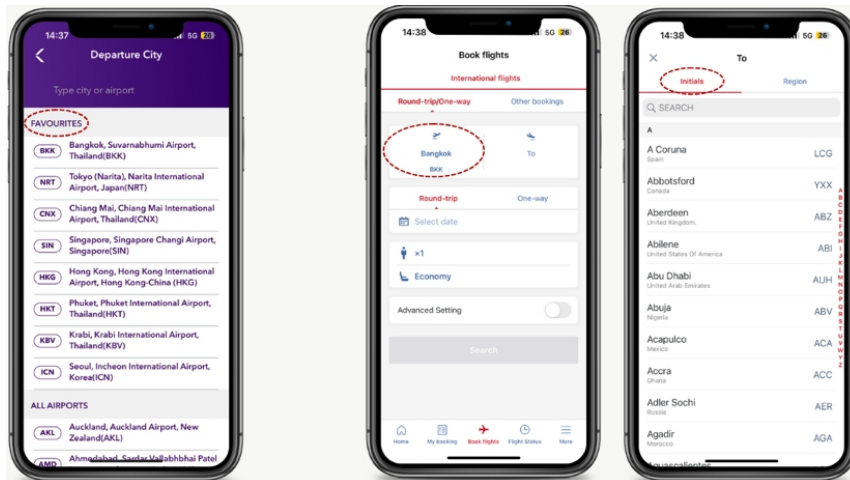 14:37
5G 26
Departure City
Type city or airport
FAVOURITES
BKK
Bangkok, Suvarnabhumi Airport,
Thailand(BKK)
NRT
Tokyo (Narita), Narita International
Airport, Japan(NRT)
CNX
Chiang Mai, Chiang Mai International
Airport, Thailand(CNX)
SIN
Singapore, Singapore Changi Airport,
Singapore(SIN)
HKG
Hong Kong, Hong Kong International
Airport, Hong Kong-China (HKG)
HKT
Phuket, Phuket International Airport,
Thailand(HKT)
KBV
Krabi, Krabi International Airport,
Thailand(KBV)
ICN
Seoul, Incheon International Airport,
Korea(ICN)
ALL AIRPORTS
AKL
Auckland, Auckland Airport, New
Zealand(AKL)
AMD
Ahmedabad, Sardar Vallabhbhai Patel
14:38
5G 26
Book flights
International flights
Round-trip/One-way
Other bookings
Bangkok
BKK
To
Round-trip
One-way
Select date
×1
Economy
Advanced Setting
Search
Home
My booking
Book flights
Flight Status
More
14:38
5G 26
To
Initials
Region
SEARCH
A
A Coruna
Spain
LCG
Abbotsford
Canada
YXX
Aberdeen
United Kingdom.
ABZ
Abilene
United States Of America
ABI
Abu Dhabi
United Arab Emirates
AUH
Abuja
Nigeria
ABV
Acapulco
Mexico
ACA
Accra
Ghana
ACC
Adler Sochi
Russia
AER
Agadir
Morocco
AGA
Aguascalientes
A
B
C
D
E
F
G
H
I
J
K
L
M
N
O
P
Q
R
S
T
U
V
W
Y
Z